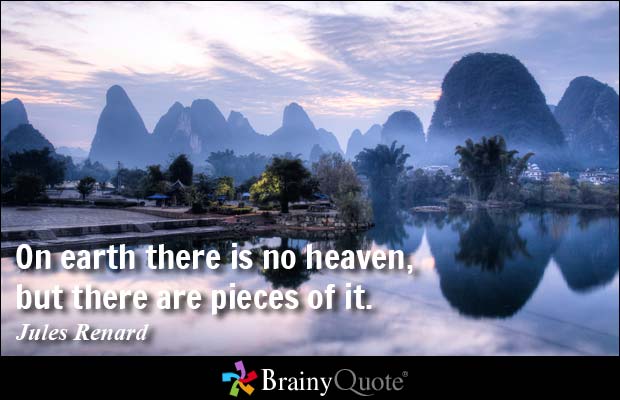 On earth there is no heaven,
but there are pieces of it.
Jules Renard
BrainyQuote®